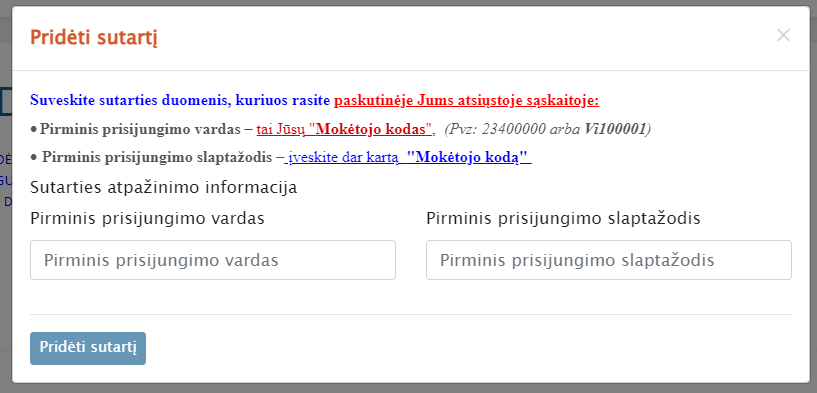 Pridėti sutartį
×
Suveskite sutarties duomenis, kuriuos rasite paskutinėje Jums atsiųstoje sąskaitoje:
• Pirminis prisijungimo vardas – tai Jūsų "Mokėtojo kodas", (Pvz: 23400000 arba Vi100001)
• Pirminis prisijungimo slaptažodis – įveskite dar kartą "Mokėtojo kodą"
Sutarties atpažinimo informacija
Pirminis prisijungimo vardas
Pirminis prisijungimo slaptažodis
Pirminis prisijungimo vardas
Pirminis prisijungimo slaptažodis
Pridėti sutartį